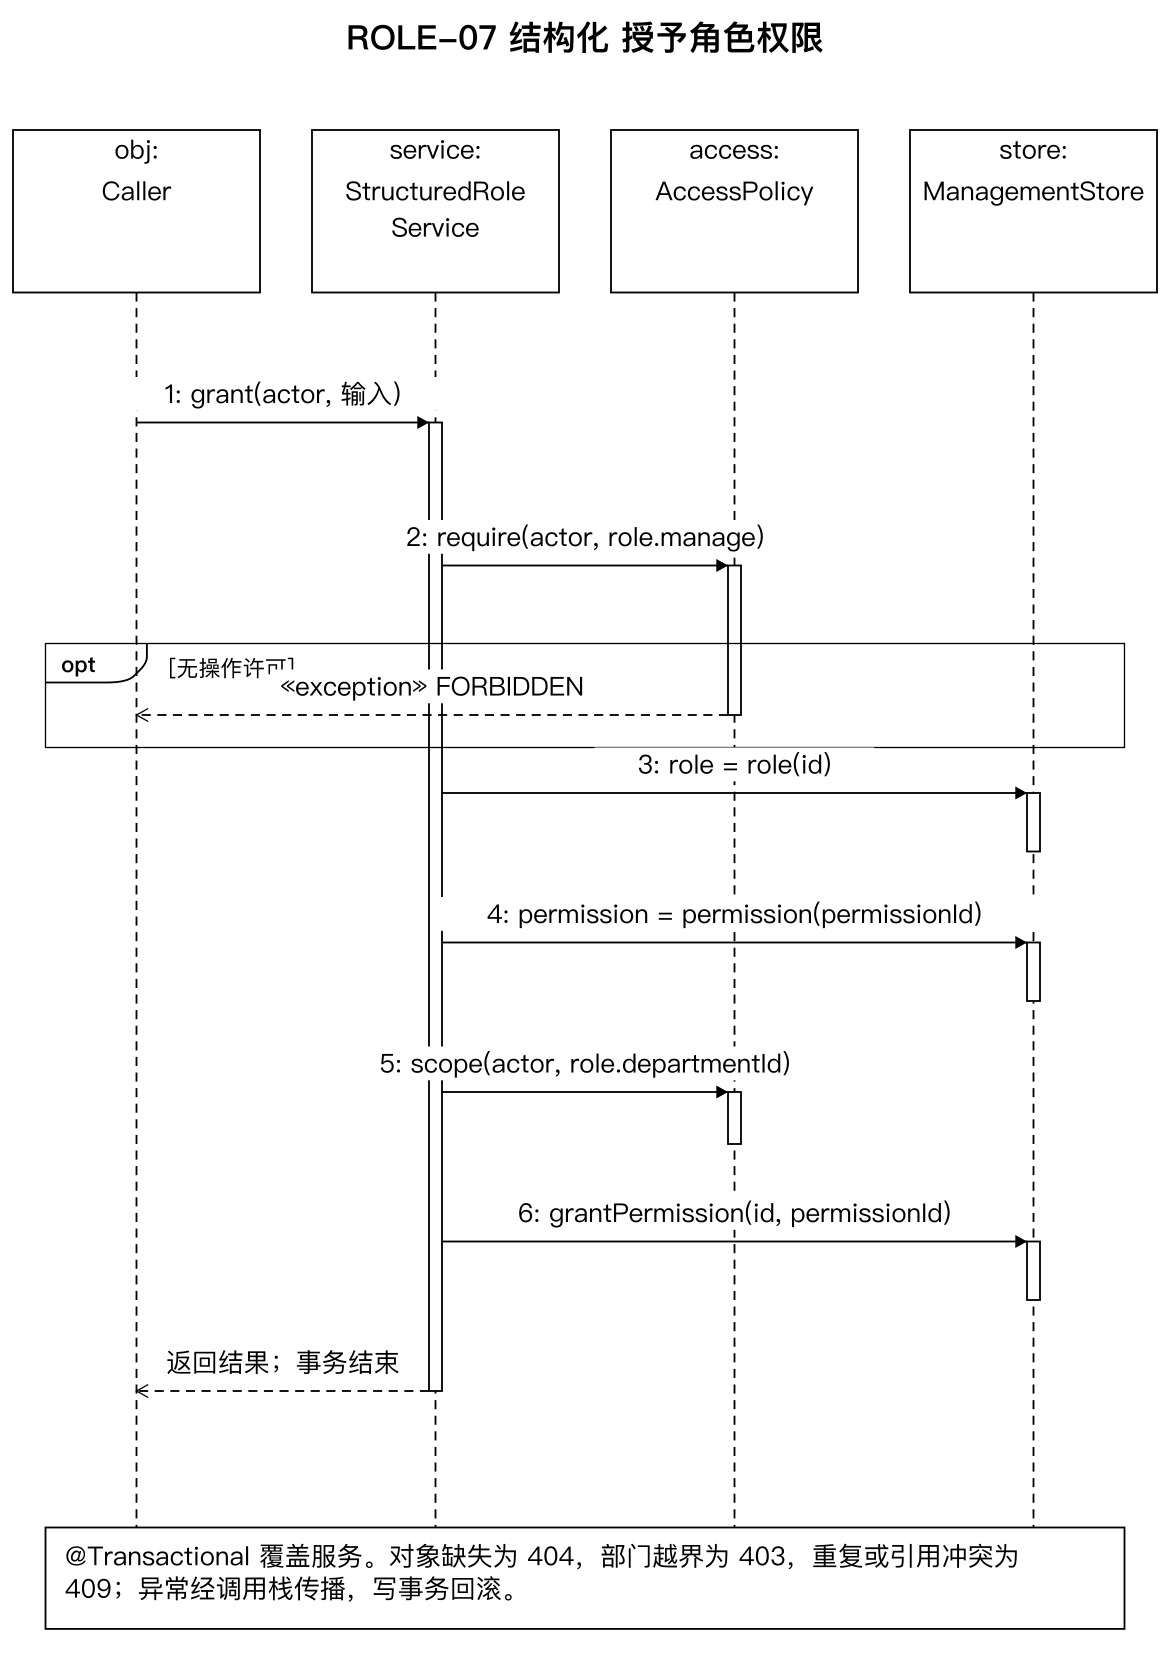 ROLE–07 结构化 授予角色权限
obj:
Caller
service:
StructuredRole
Service
access:
AccessPolicy
store:
ManagementStore
1: grant(actor, 输入)
2: require(actor, role.manage)
opt
[无操作许可]
«exception» FORBIDDEN
3: role = role(id)
4: permission = permission(permissionId)
5: scope(actor, role.departmentId)
6: grantPermission(id, permissionId)
返回结果；事务结束
@Transactional 覆盖服务。对象缺失为 404，部门越界为 403，重复或引用冲突为
409；异常经调用栈传播，写事务回滚。